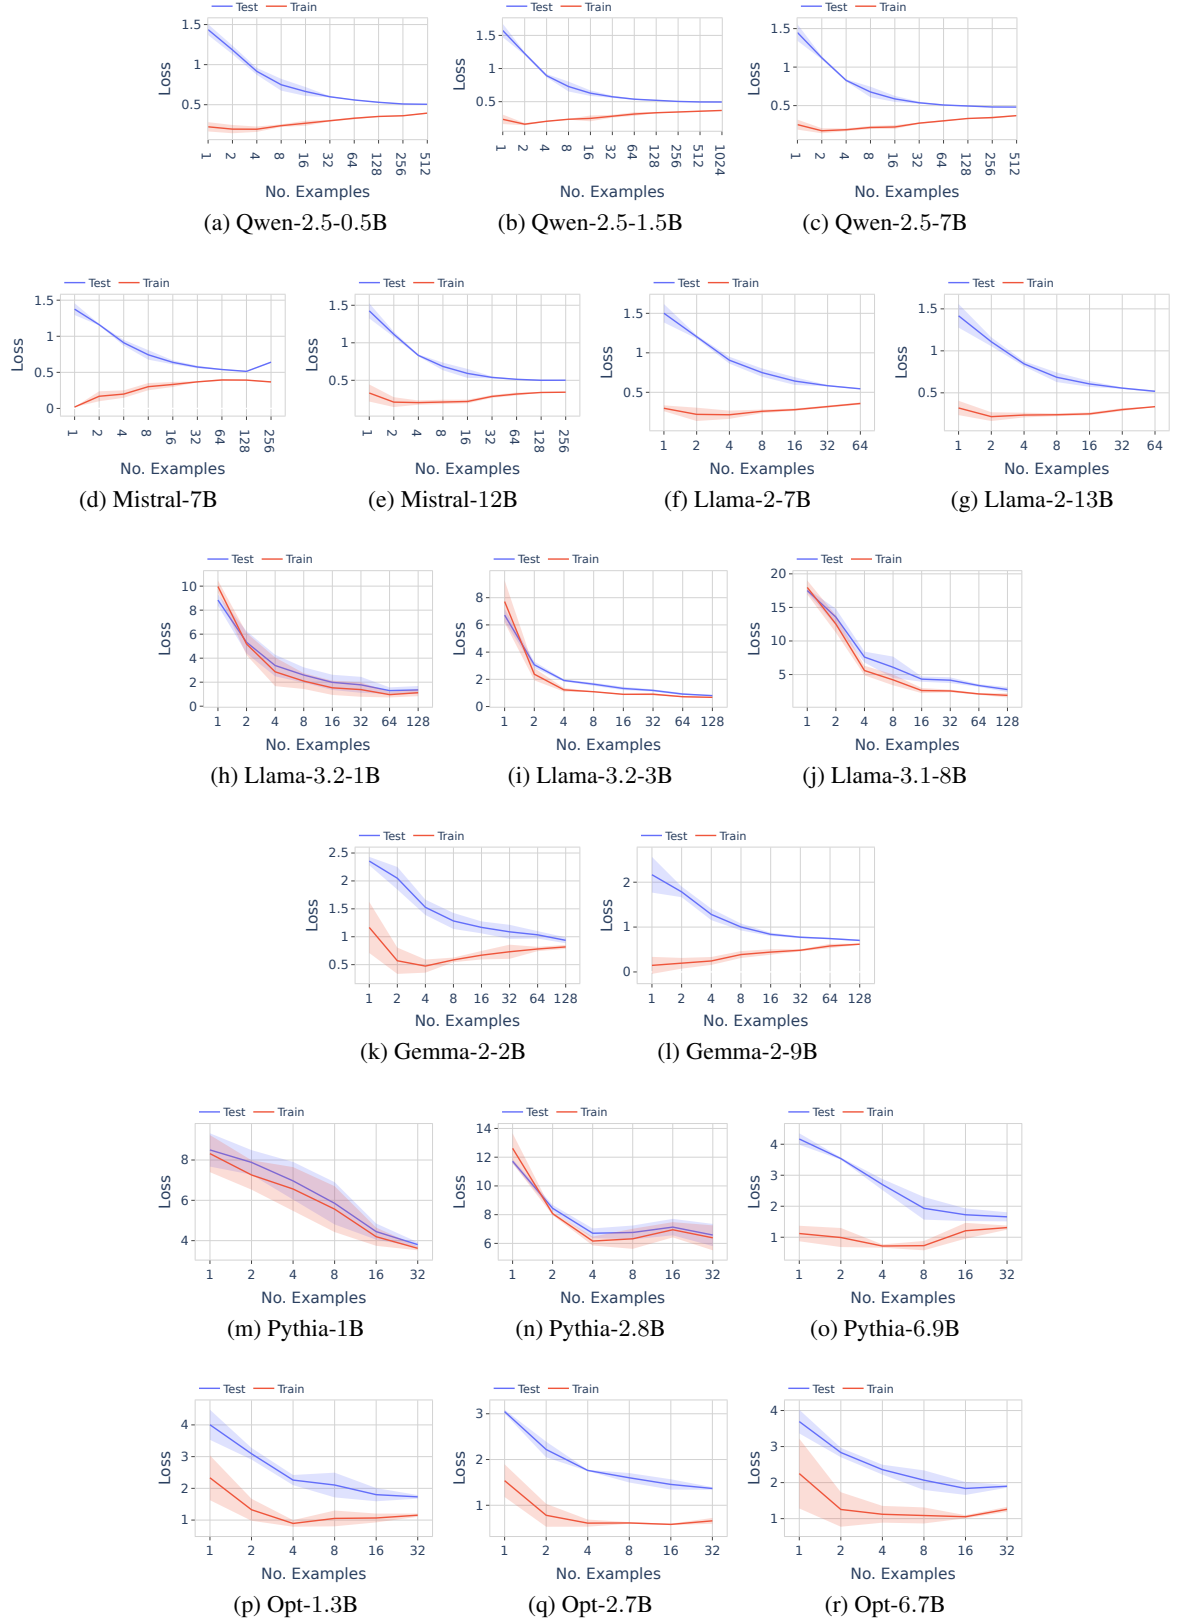 Test Train Test Train Test Train
1.5 1.5 1.5
1 1 1
0.5 0.5 0.5
Loss Loss Loss
1 2 4 8 16 32 64 128 256 512 1 2 4 8 16 32 64 128 256 512 1024 1 2 4 8 16 32 64 128 256 512
No. Examples No. Examples No. Examples
(a) Qwen-2.5-0.5B (b) Qwen-2.5-1.5B (c) Qwen-2.5-7B
Test Train Test Train Test Train Test Train
1.5 1.5 1.5 1.5
1 1 1 1
0.5 0.5 0.5 0.5
0
Loss Loss Loss Loss
1 2 4 8 16 32 64 128 256 1 2 4 8 16 32 64 128 256 1 2 4 8 16 32 64 1 2 4 8 16 32 64
No. Examples No. Examples No. Examples No. Examples
(d) Mistral-7B (e) Mistral-12B (f) Llama-2-7B (g) Llama-2-13B
Test Train Test Train Test Train
10 8 6 4 2 0 8 6 4 2 0 20 15 10 5
Loss Loss Loss
1 2 4 8 16 32 64 128 1 2 4 8 16 32 64 128 1 2 4 8 16 32 64 128
No. Examples No. Examples No. Examples
(h) Llama-3.2-1B (i) Llama-3.2-3B (j) Llama-3.1-8B
Test Train Test Train
2.5 2 1.5 1 0.5 2 1 0
Loss Loss
1 2 4 8 16 32 64 128 1 2 4 8 16 32 64 128
No. Examples No. Examples
(k) Gemma-2-2B (l) Gemma-2-9B
Test Train Test Train Test Train
8 6 4 14 12 10 8 6 4 3 2 1
Loss Loss Loss
1 2 4 8 16 32 1 2 4 8 16 32 1 2 4 8 16 32
No. Examples No. Examples No. Examples
(m) Pythia-1B (n) Pythia-2.8B (o) Pythia-6.9B
Test Train Test Train Test Train
4 3 2 1 3 2 1 4 3 2 1
Loss Loss Loss
1 2 4 8 16 32 1 2 4 8 16 32 1 2 4 8 16 32
No. Examples No. Examples No. Examples
(p) Opt-1.3B (q) Opt-2.7B (r) Opt-6.7B